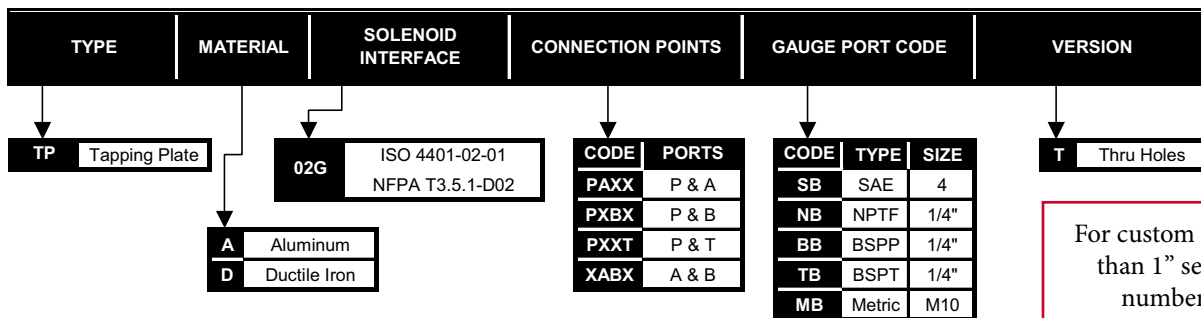 TYPE MATERIAL SOLENOID INTERFACE CONNECTION POINTS GAUGE PORT CODE VERSION
TP Tapping Plate
A Aluminum
D Ductile Iron
02G ISO 4401-02-01
NFPA T3.5.1-D02
CODE PORTS
PAXX P & A
PXBX P & B
PXXT P & T
XABX A & B
CODE TYPE SIZE
SB SAE 4
NB NPTF 1/4"
BB BSPP 1/4"
TB BSPT 1/4"
MB Metric M10
T Thru Holes
For custom
than 1” se
number